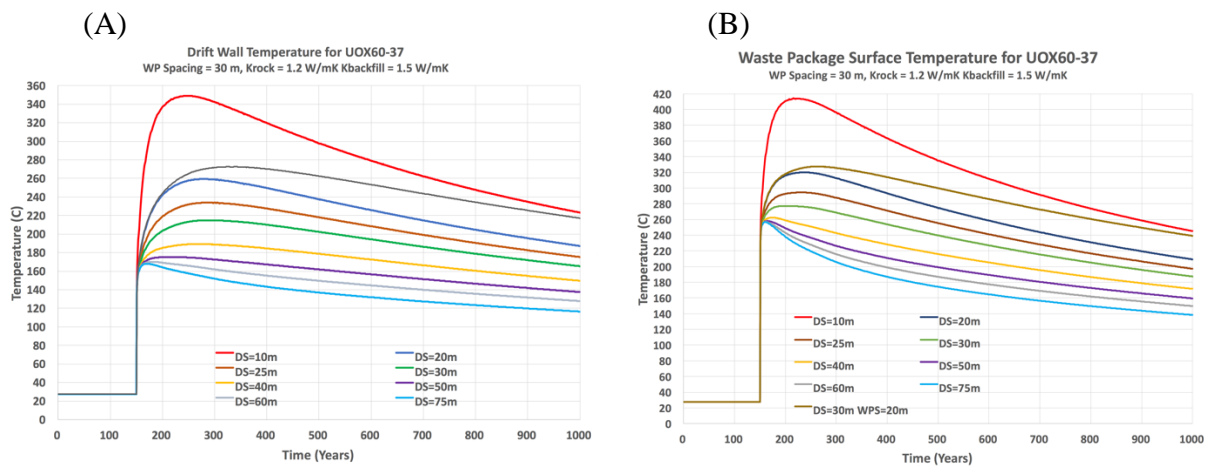 (A)
Drift Wall Temperature for UOX60-37
WP Spacing = 30 m, Krock = 1.2 W/mK Kbackfill = 1.5 W/mK
Temperature (C)
360
340
320
300
280
260
240
220
200
180
160
140
120
100
80
60
40
20
0
DS=10m DS=20m
DS=25m DS=30m
DS=40m DS=50m
DS=60m DS=75m
0 100 200 300 400 500 600 700 800 900 1000
Time (Years)
(B)
Waste Package Surface Temperature for UOX60-37
WP Spacing = 30 m, Krock = 1.2 W/mK Kbackfill = 1.5 W/mK
Temperature (C)
420
400
380
360
340
320
300
280
260
240
220
200
180
160
140
120
100
80
60
40
20
0
DS=10m DS=20m
DS=25m DS=30m
DS=40m DS=50m
DS=60m DS=75m
DS=30m WPS=20m
0 100 200 300 400 500 600 700 800 900 1000
Time (Years)